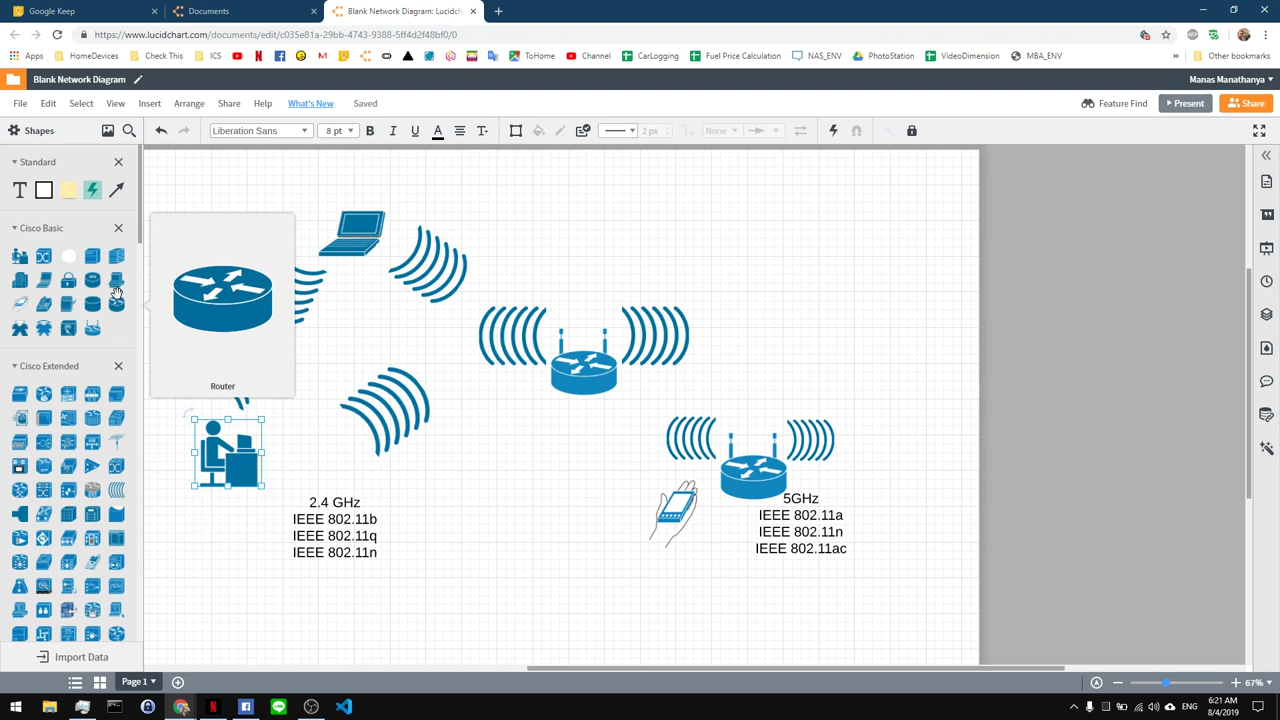 Google Keep
Documents
Blank Network Diagram: Lucidch
https://www.lucidchart.com/documents/edit/c035e81a-29bb-4743-9388-5ff4d2f48bf0/0
Apps
HomeDevices
Check This
ICS
ToHome
Channel
CarLogging
Fuel Price Calculation
NAS_ENV
PhotoStation
VideoDimension
MBA_ENV
»
Other bookmarks
Blank Network Diagram
Manas Manathanya
File Edit Select View Insert Arrange Share Help What's New Saved
Feature Find
Present
Share
Shapes
Liberation Sans
8 pt
B I U A T
2 px
None
Standard
T
Cisco Basic
Router
Cisco Extended
2.4 GHz
IEEE 802.11b
IEEE 802.11q
IEEE 802.11n
5GHz
IEEE 802.11a
IEEE 802.11n
IEEE 802.11ac
Import Data
Page 1
67%
ENG
6:21 AM
8/4/2019